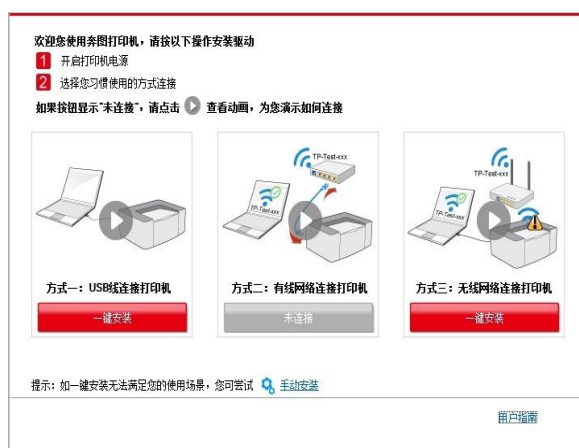 欢迎您使用奔图打印机，请按以下操作安装驱动
1 开启打印机电源
2 选择您习惯使用的方式连接
如果按钮显示"未连接"，请点击 查看动画，为您演示如何连接
TP-Test-xxx
TP-Test-xxx
TP-Test-xxx
TP-Test-xxx
方式一：USB线连接打印机
方式二：有线网络连接打印机
方式三：无线网络连接打印机
一键安装
未连接
一键安装
提示：如一键安装无法满足您的使用场景，您可尝试 手动安装
用户指南